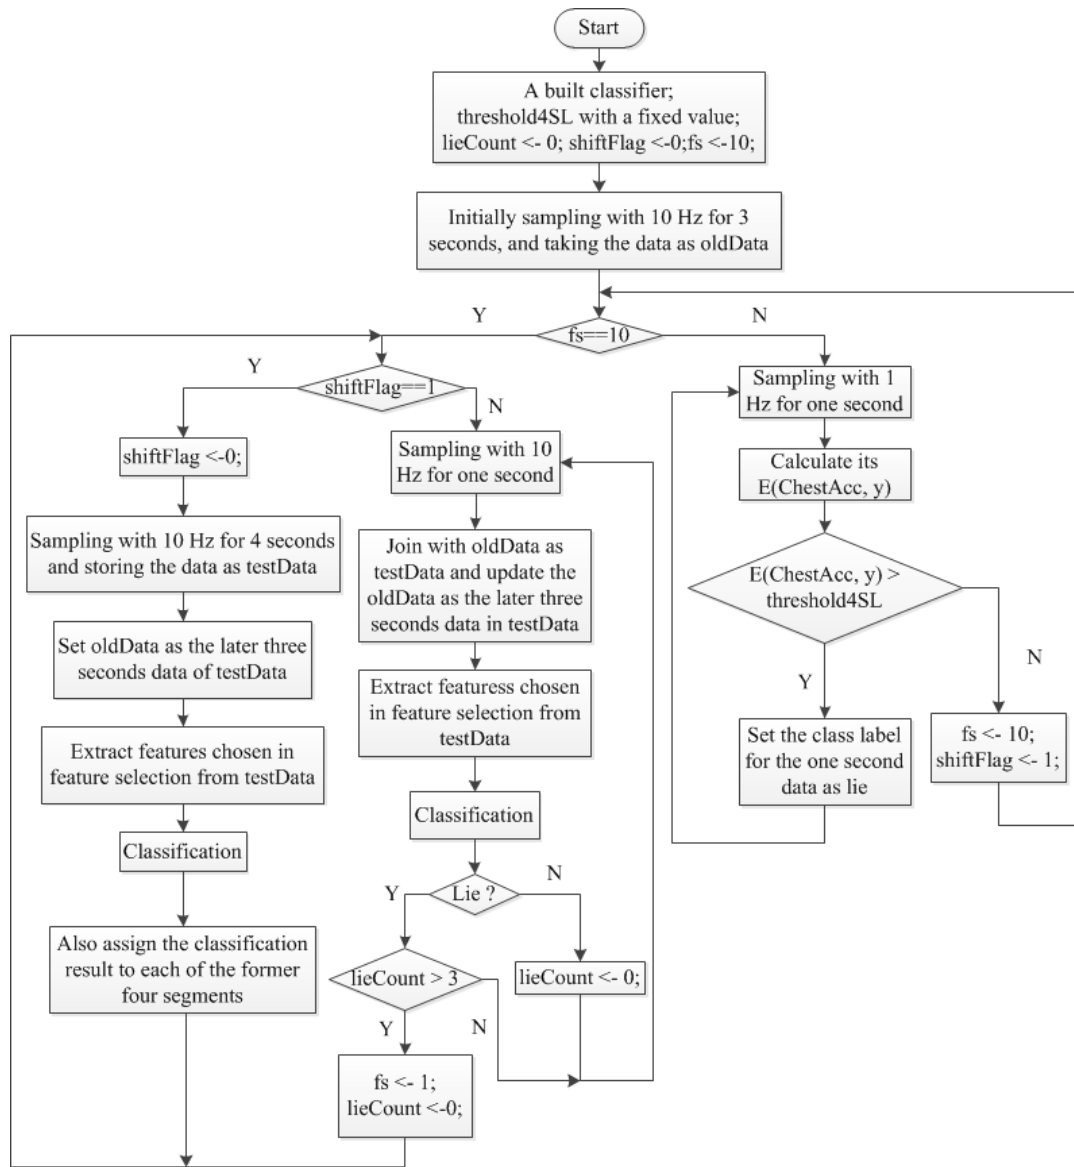 Start
A built classifier;
threshold4SL with a fixed value;
lieCount <- 0; shiftFlag <-0;fs <-10;
Initially sampling with 10 Hz for 3
seconds, and taking the data as oldData
Y
fs==10
N
Y
shiftFlag==1
N
shiftFlag <-0;
Sampling with 10 Hz for 4 seconds
and storing the data as testData
Set oldData as the later three
seconds data of testData
Extract features chosen in
feature selection from testData
Classification
Also assign the classification
result to each of the former
four segments
Sampling with 10
Hz for one second
Join with oldData as
testData and update the
oldData as the later three
seconds data in testData
Extract featuress chosen
in feature selection from
testData
Classification
Y
Lie ?
N
lieCount > 3
lieCount <- 0;
Y
N
fs <- 1;
lieCount <-0;
Sampling with 1
Hz for one second
Calculate its
E(ChestAcc, y)
E(ChestAcc, y) >
threshold4SL
Y
N
Set the class label
for the one second
data as lie
fs <- 10;
shiftFlag <- 1;